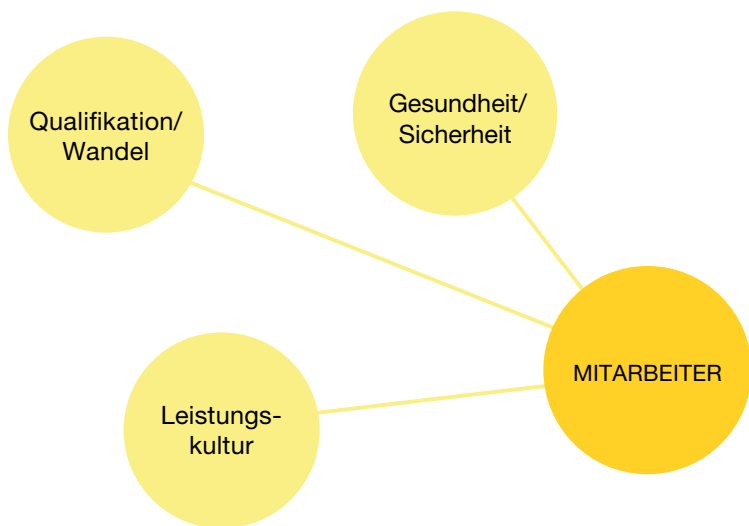 Qualifikation/
Wandel
Gesundheit/
Sicherheit
MITARBEITER
Leistungs-
kultur